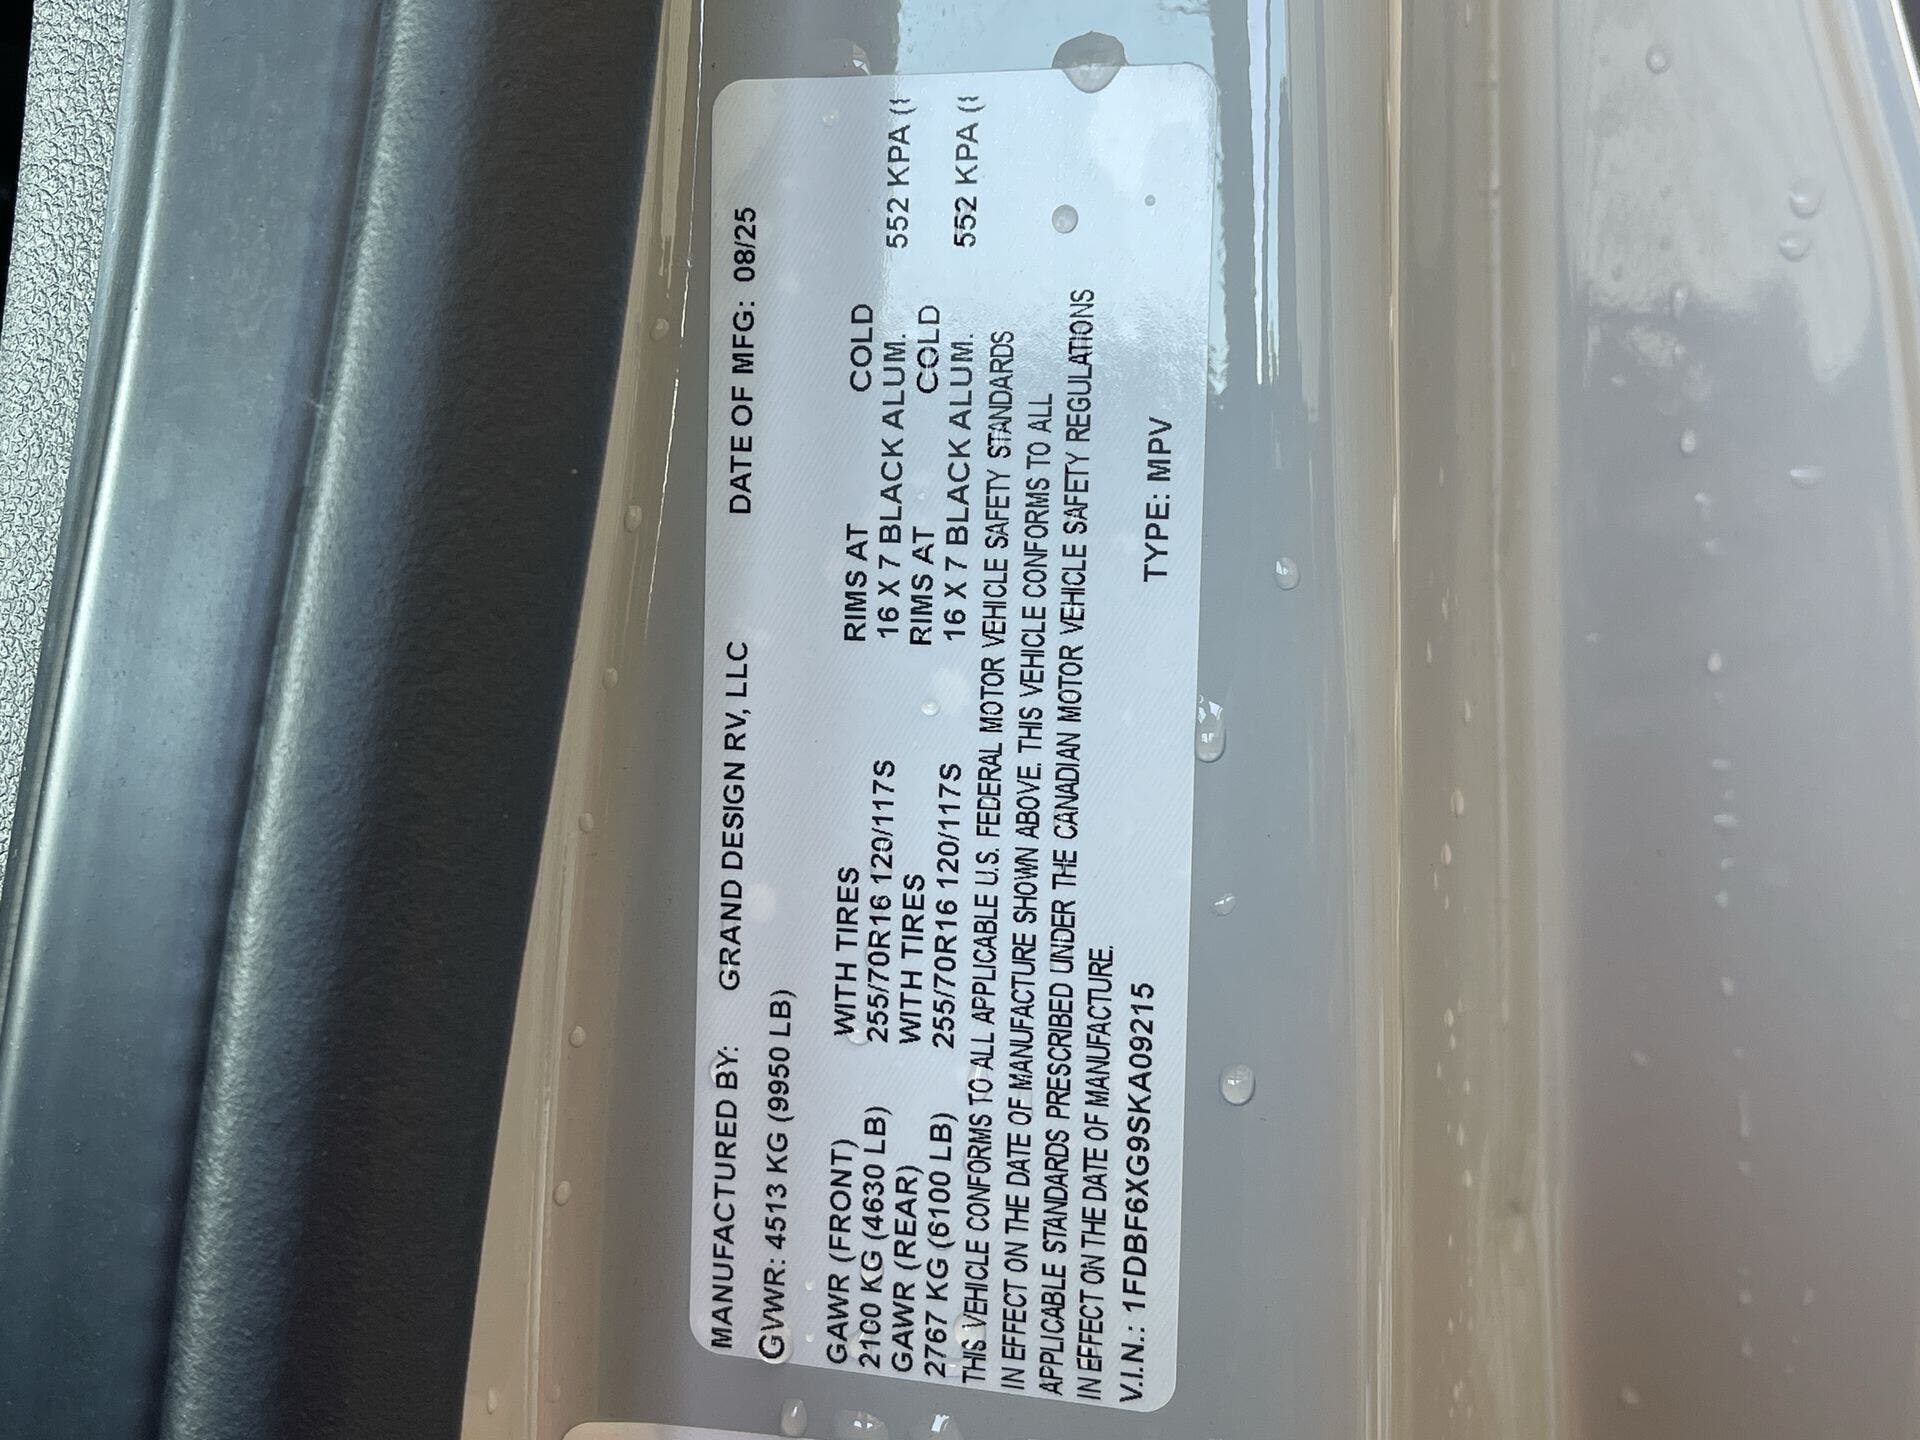 MANUFACTURED BY: GRAND DESIGN RV, LLC DATE OF MFG: 08/25
GVWR: 4513 KG (9950 LB)
GAWR (FRONT) WITH TIRES RIMS AT COLD
2100 KG (4630 LB) 255/70R16 120/117S 16 X 7 BLACK ALUM. 552 KPA (
GAWR (REAR) WITH TIRES RIMS AT COLD
2767 KG (6100 LB) 255/70R16 120/117S 16 X 7 BLACK ALUM. 552 KPA (
THIS VEHICLE CONFORMS TO ALL APPLICABLE U.S. FEDERAL MOTOR VEHICLE SAFETY STANDARDS
IN EFFECT ON THE DATE OF MANUFACTURE SHOWN ABOVE. THIS VEHICLE CONFORMS TO ALL
APPLICABLE STANDARDS PRESCRIBED UNDER THE CANADIAN MOTOR VEHICLE SAFETY REGULATIONS
IN EFFECT ON THE DATE OF MANUFACTURE.
V.I.N.: 1FDBF6XG9SKA09215 TYPE: MPV